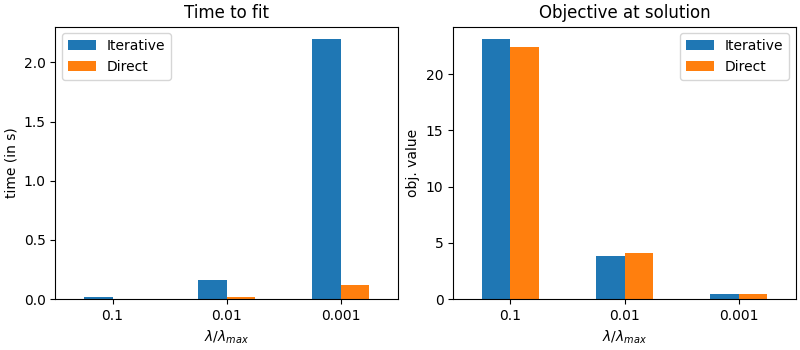 Time to fit
Iterative
Direct
time (in s)
2.0
1.5
1.0
0.5
0.0
0.1
0.01
0.001
λ/λ_max
Objective at solution
Iterative
Direct
obj. value
20
15
10
5
0
0.1
0.01
0.001
λ/λ_max